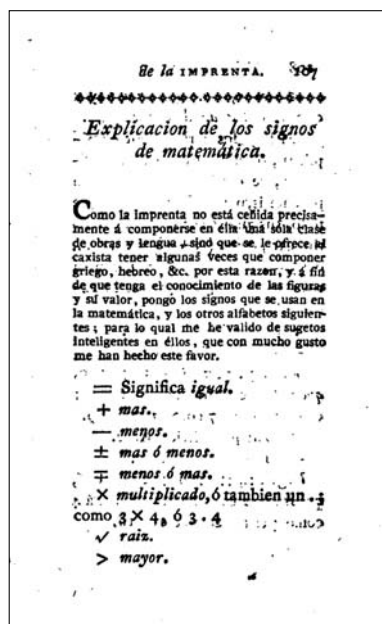 de la IMPRENTA. 187
Explicacion de los signos
de matemática.
Como la Imprenta no está ceñida precisa-
mente á componerse en élla una sola clase
de obras y lengua, sinó que se le ofrece al
caxista tener algunas veces que componer
griego, hebreo, &c. por esta razon, y á fin
de que tenga el conocimiento de las figuras
y su valor, pongo los signos que se usan en
la matemática, y los otros alfabetos siguien-
tes; para lo qual me he valido de sugetos
inteligentes en éllos, que con mucho gusto
me han hecho este favor.
= Significa igual.
+ mas.
— menos.
± mas ó menos.
∓ menos ó mas.
× multiplicado, ó tambien un .
como 3 × 4, ó 3 . 4
√ raiz.
> mayor.